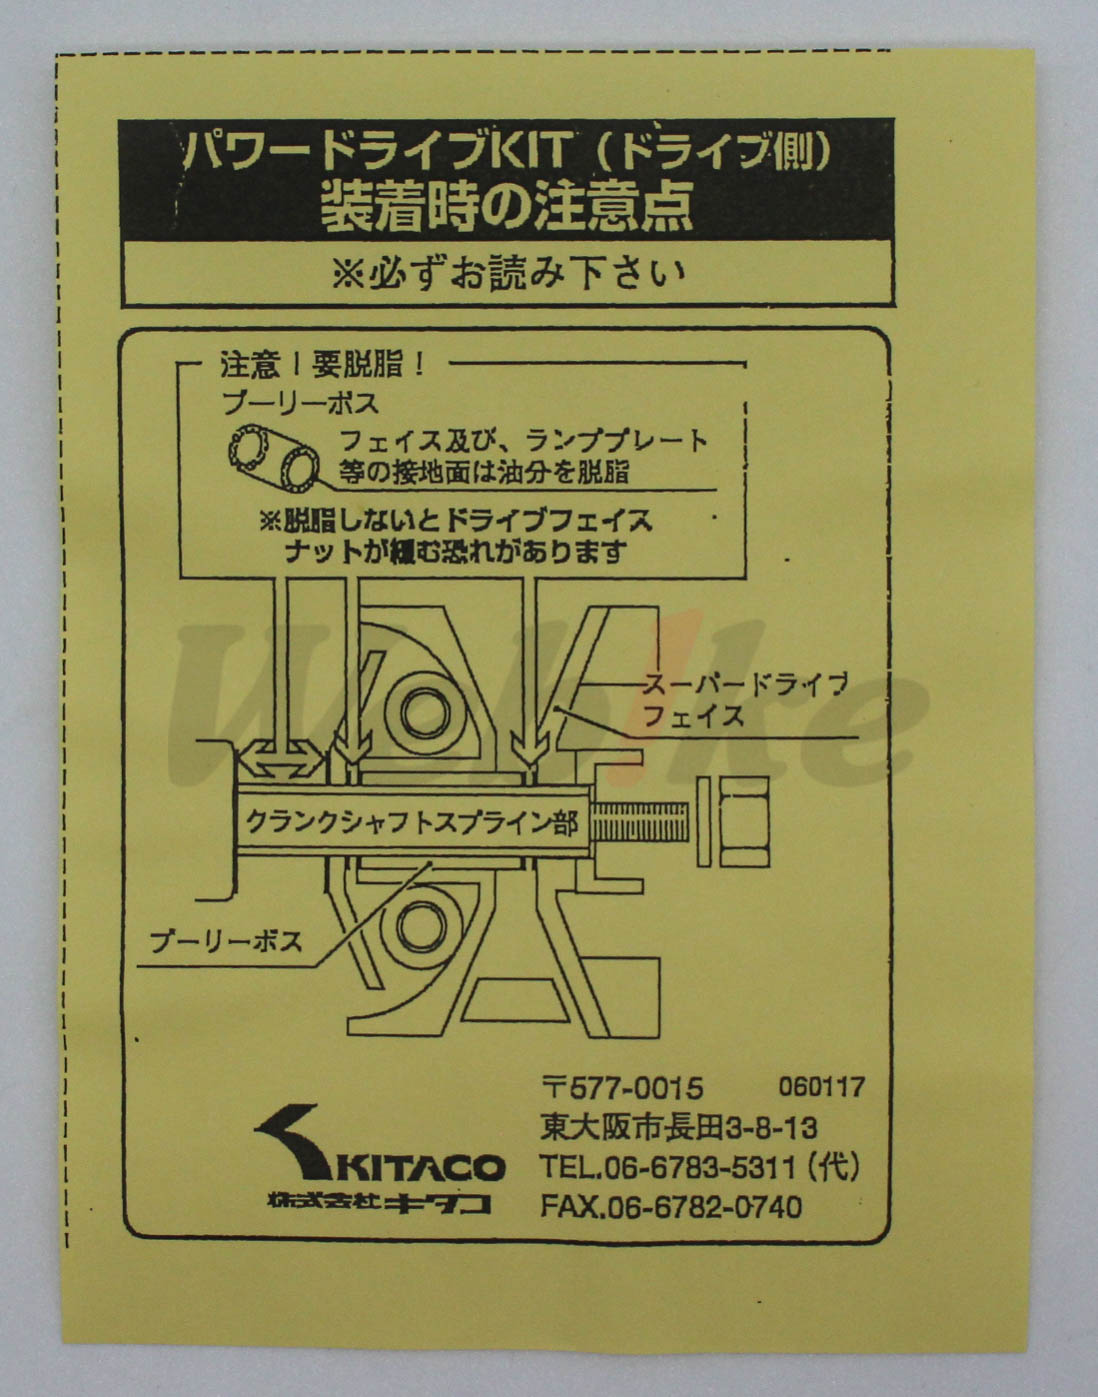 パワードライブKIT（ドライブ側）
装着時の注意点
※必ずお読み下さい
注意！要脱脂！
プーリーボス
フェイス及び、ランププレート
等の接地面は油分を脱脂
※脱脂しないとドライブフェイス
ナットが緩む恐れがあります
スーパードライブ
フェイス
クランクシャフトスプライン部
プーリーボス
〒577-0015 060117
東大阪市長田3-8-13
TEL.06-6783-5311（代）
FAX.06-6782-0740
KITACO
株式会社キタコ
Webike